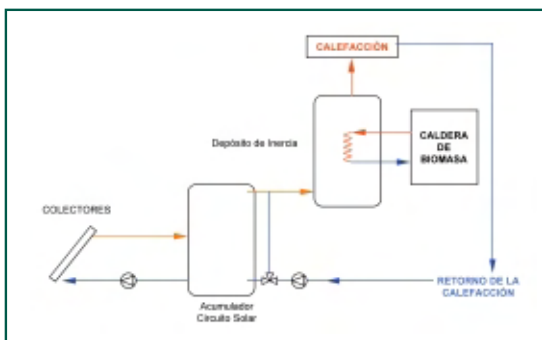 CALEFACCIÓN
Depósito de Inercia
CALDERA
DE
BIOMASA
COLECTORES
RETORNO DE LA
CALEFACCIÓN
Acumulador
Circuito Solar